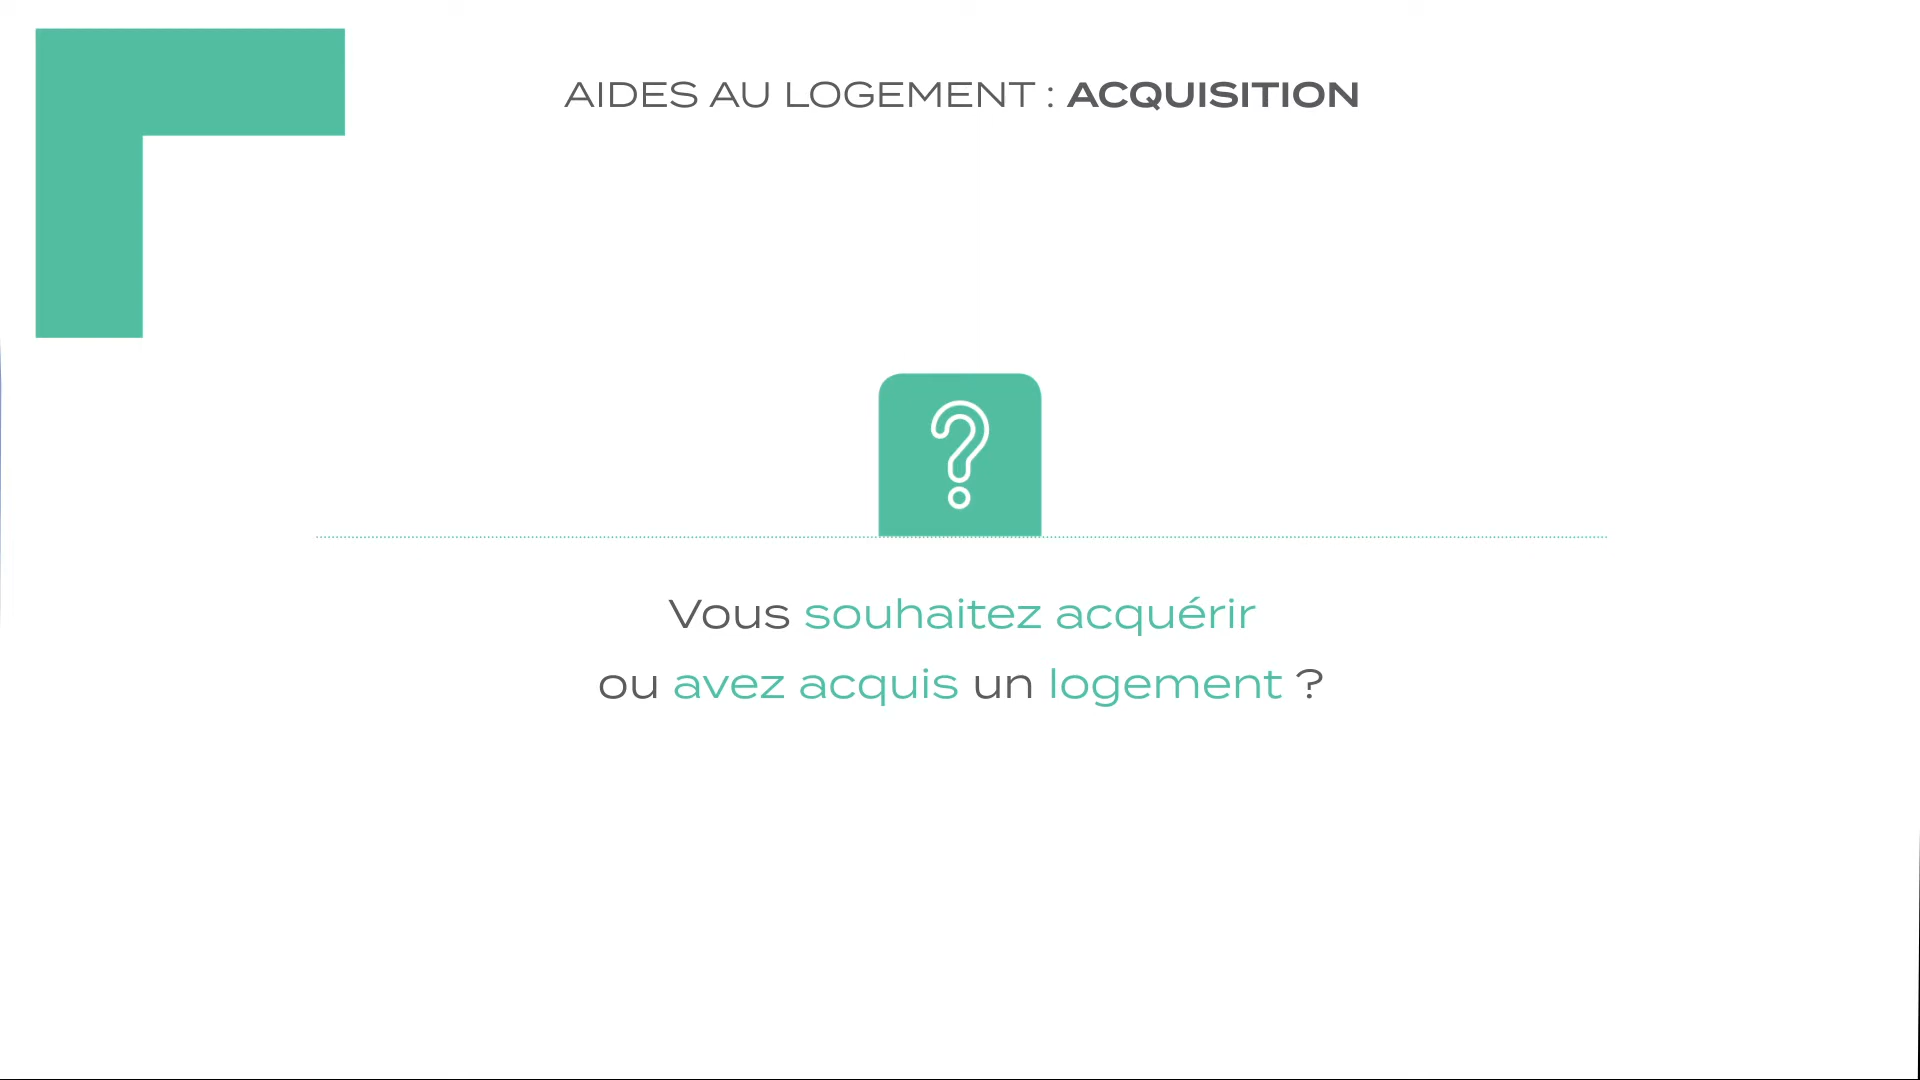 AIDES AU LOGEMENT : ACQUISITION
Vous souhaitez acquérir
ou avez acquis un logement ?